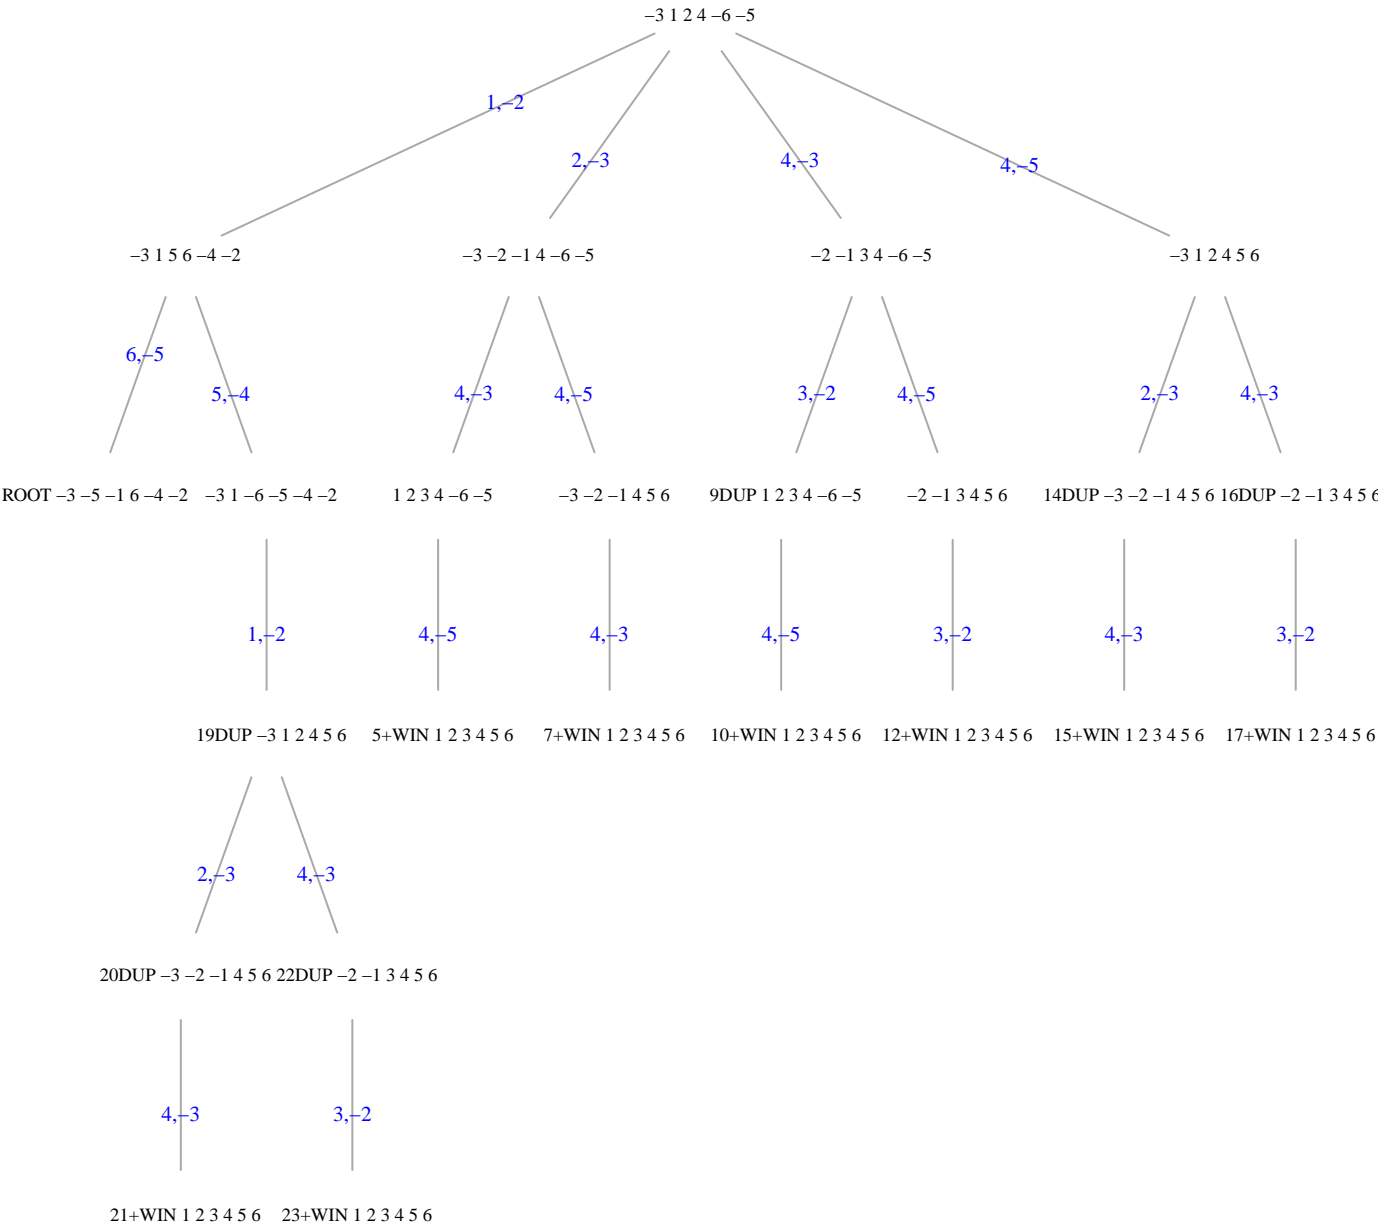 –3 1 2 4 –6 –5
1,–2
2,–3
4,–3
4,–5
–3 1 5 6 –4 –2
–3 –2 –1 4 –6 –5
–2 –1 3 4 –6 –5
–3 1 2 4 5 6
6,–5
5,–4
4,–3
4,–5
3,–2
4,–5
2,–3
4,–3
ROOT –3 –5 –1 6 –4 –2
–3 1 –6 –5 –4 –2
1 2 3 4 –6 –5
–3 –2 –1 4 5 6
9DUP 1 2 3 4 –6 –5
–2 –1 3 4 5 6
14DUP –3 –2 –1 4 5 6
16DUP –2 –1 3 4 5 6
1,–2
4,–5
4,–3
4,–5
3,–2
4,–3
3,–2
19DUP –3 1 2 4 5 6
5+WIN 1 2 3 4 5 6
7+WIN 1 2 3 4 5 6
10+WIN 1 2 3 4 5 6
12+WIN 1 2 3 4 5 6
15+WIN 1 2 3 4 5 6
17+WIN 1 2 3 4 5 6
2,–3
4,–3
20DUP –3 –2 –1 4 5 6
22DUP –2 –1 3 4 5 6
4,–3
3,–2
21+WIN 1 2 3 4 5 6
23+WIN 1 2 3 4 5 6